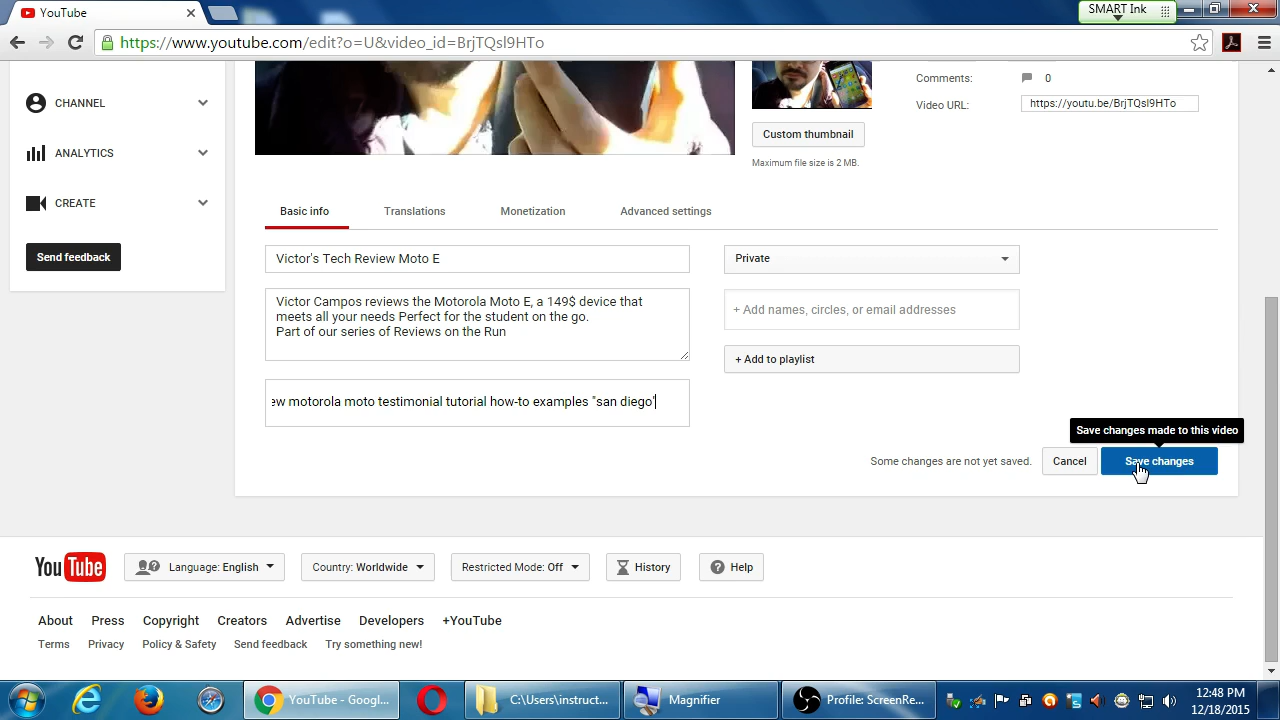 YouTube
SMART Ink
https://www.youtube.com/edit?o=U&video_id=BrjTQsl9HTo
CHANNEL
ANALYTICS
CREATE
Send feedback
Comments: 0
Video URL: https://youtu.be/BrjTQsl9HTo
Custom thumbnail
Maximum file size is 2 MB.
Basic info Translations Monetization Advanced settings
Victor's Tech Review Moto E
Private
Victor Campos reviews the Motorola Moto E, a 149$ device that
meets all your needs Perfect for the student on the go.
Part of our series of Reviews on the Run
+ Add names, circles, or email addresses
+ Add to playlist
ew motorola moto testimonial tutorial how-to examples "san diego"
Save changes made to this video
Some changes are not yet saved. Cancel Save changes
YouTube Language: English Country: Worldwide Restricted Mode: Off History Help
About Press Copyright Creators Advertise Developers +YouTube
Terms Privacy Policy & Safety Send feedback Try something new!
YouTube - Googl... C:\Users\instruct... Magnifier Profile: ScreenRe...
12:48 PM
12/18/2015